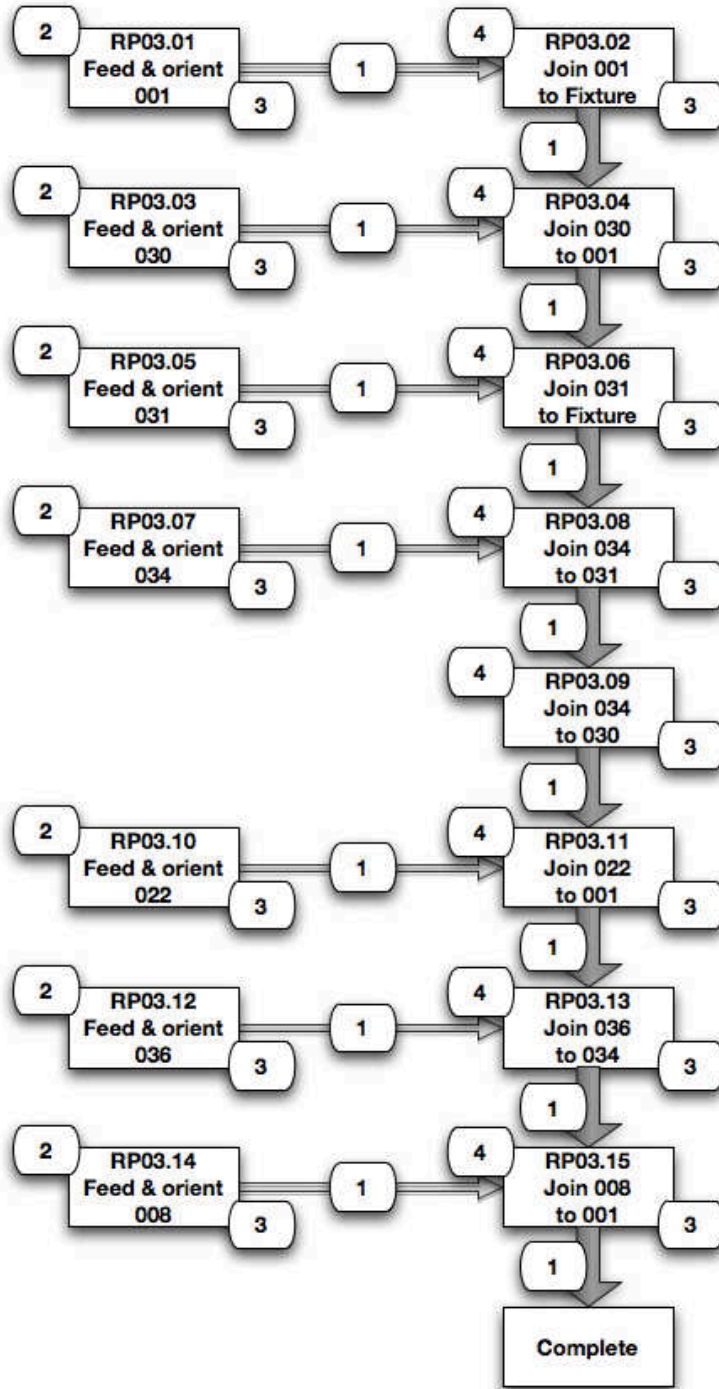 2
RP03.01
Feed & orient
001
3
1
4
RP03.02
Join 001
to Fixture
3
1
2
RP03.03
Feed & orient
030
3
1
4
RP03.04
Join 030
to 001
3
1
2
RP03.05
Feed & orient
031
3
1
4
RP03.06
Join 031
to Fixture
3
1
2
RP03.07
Feed & orient
034
3
1
4
RP03.08
Join 034
to 031
3
1
4
RP03.09
Join 034
to 030
3
1
2
RP03.10
Feed & orient
022
3
1
4
RP03.11
Join 022
to 001
3
1
2
RP03.12
Feed & orient
036
3
1
4
RP03.13
Join 036
to 034
3
1
2
RP03.14
Feed & orient
008
3
1
4
RP03.15
Join 008
to 001
3
1
Complete